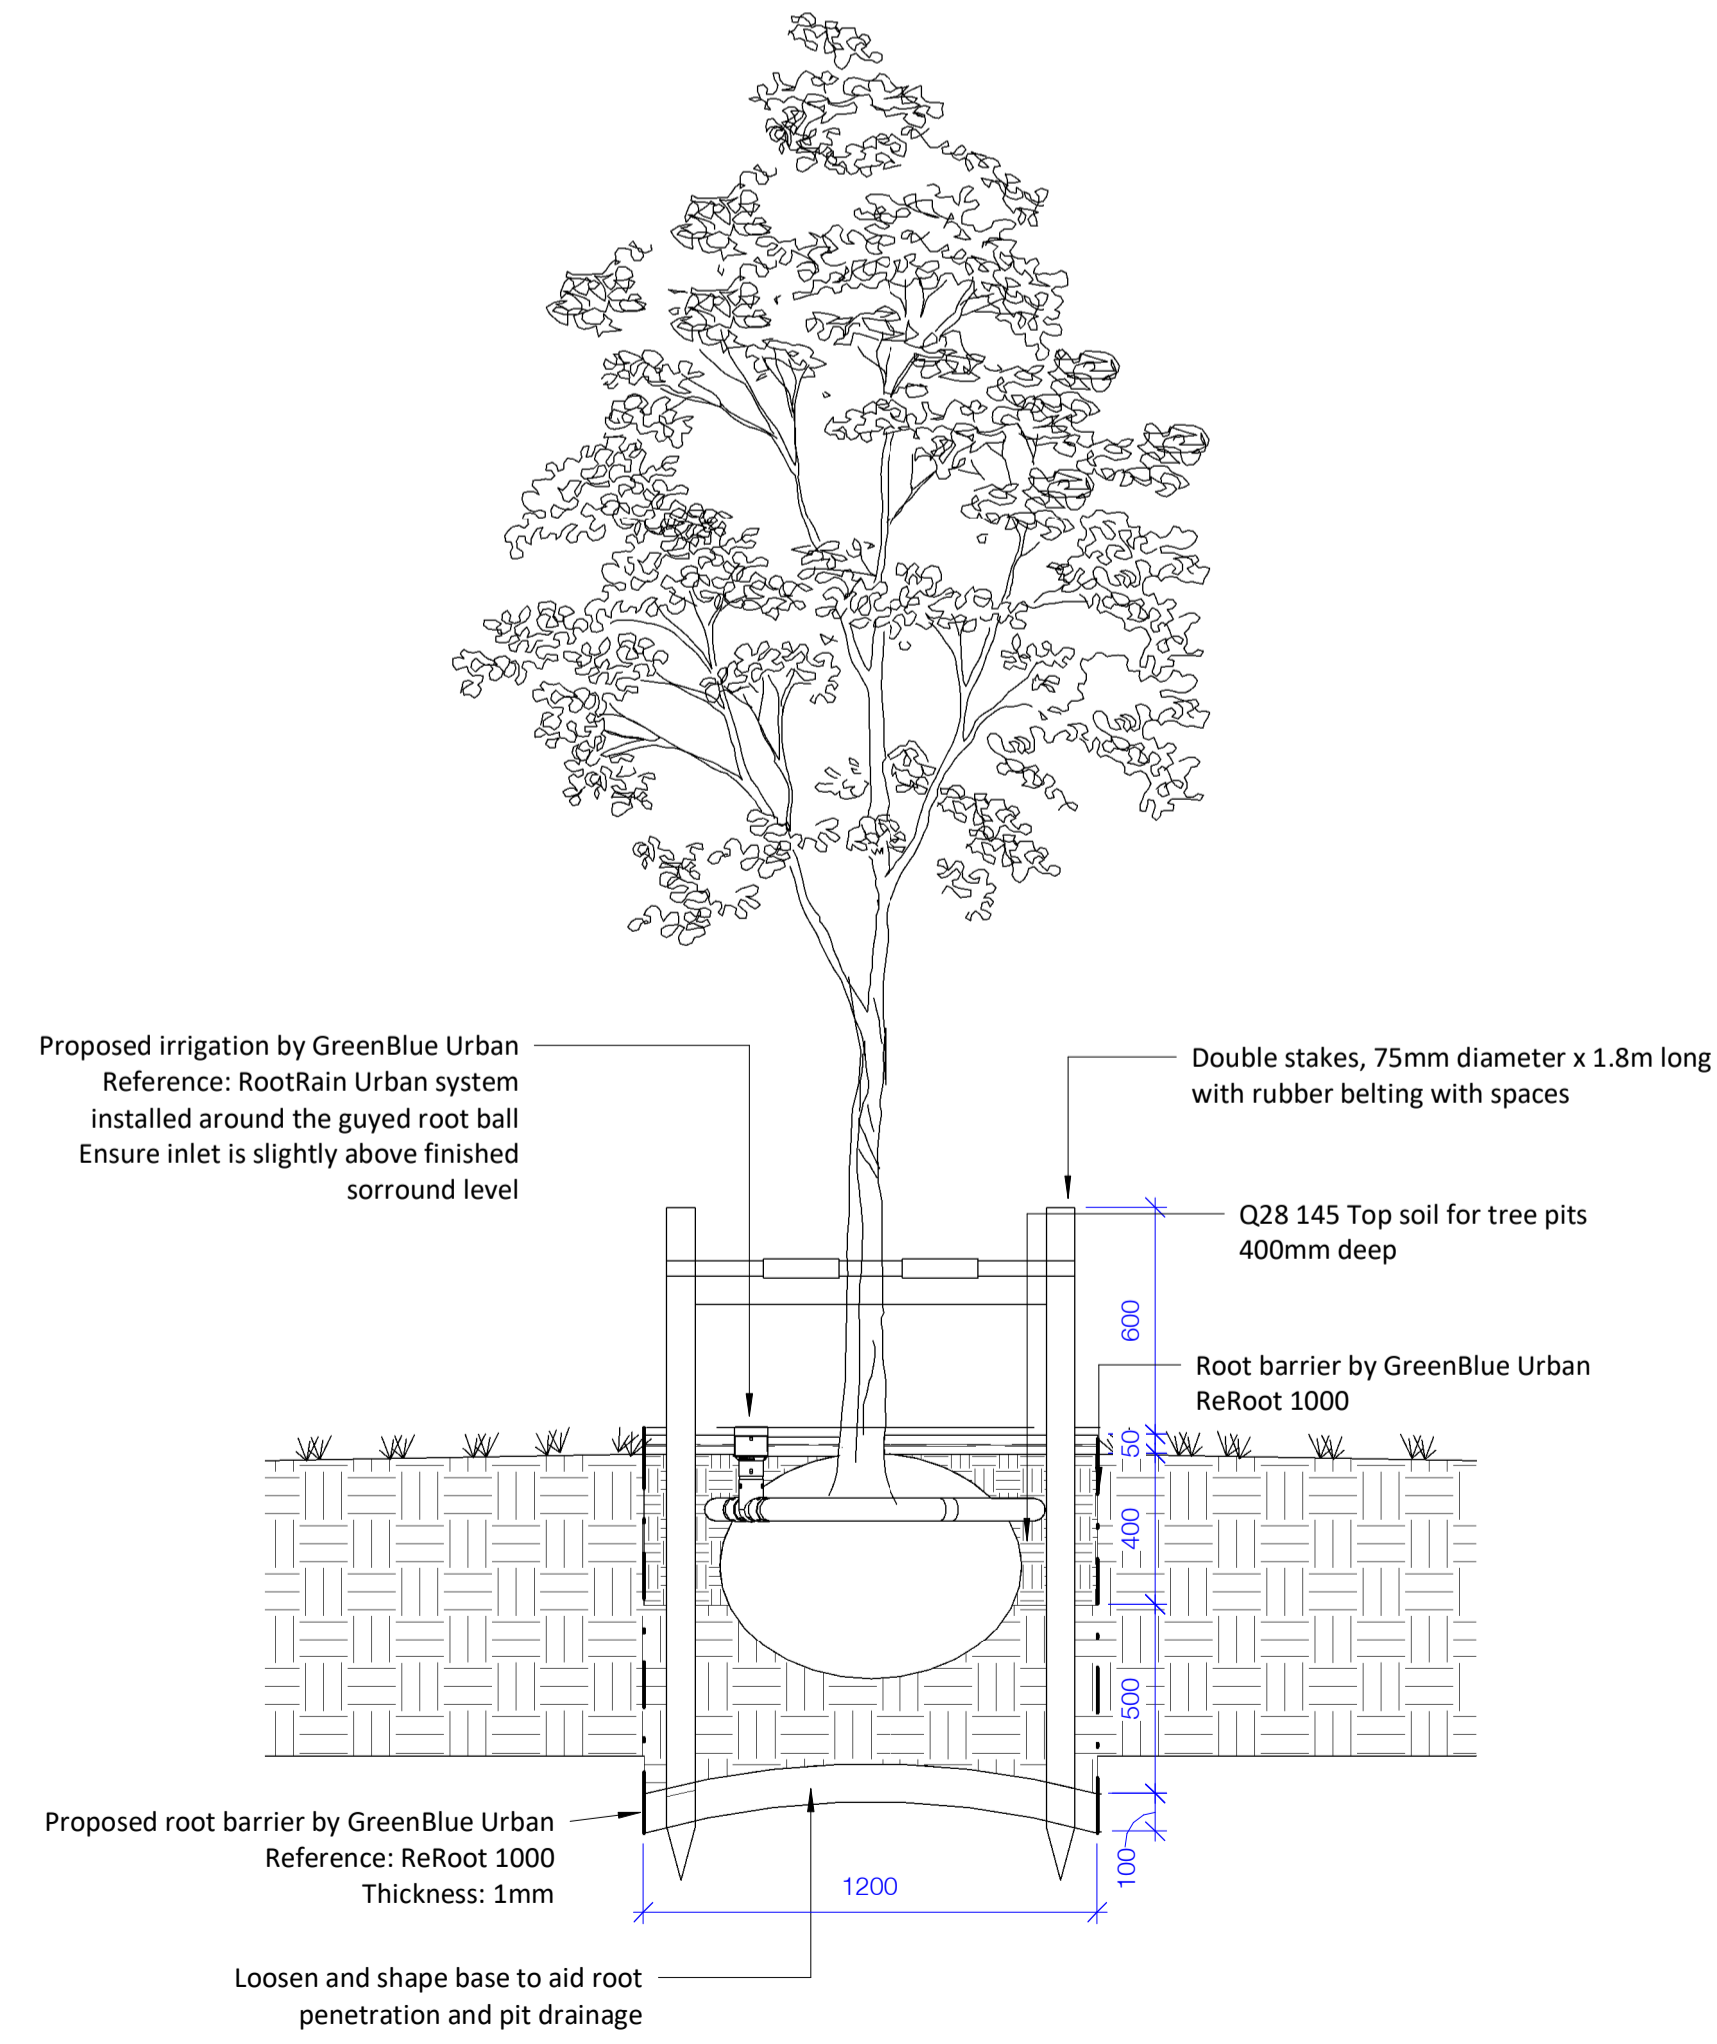 Proposed irrigation by GreenBlue Urban
Reference: RootRain Urban system
installed around the guyed root ball
Ensure inlet is slightly above finished
sorround level
Double stakes, 75mm diameter x 1.8m long
with rubber belting with spaces
Q28 145 Top soil for tree pits
400mm deep
600
Root barrier by GreenBlue Urban
ReRoot 1000
50
400
500
Proposed root barrier by GreenBlue Urban
Reference: ReRoot 1000
Thickness: 1mm
100
1200
Loosen and shape base to aid root
penetration and pit drainage